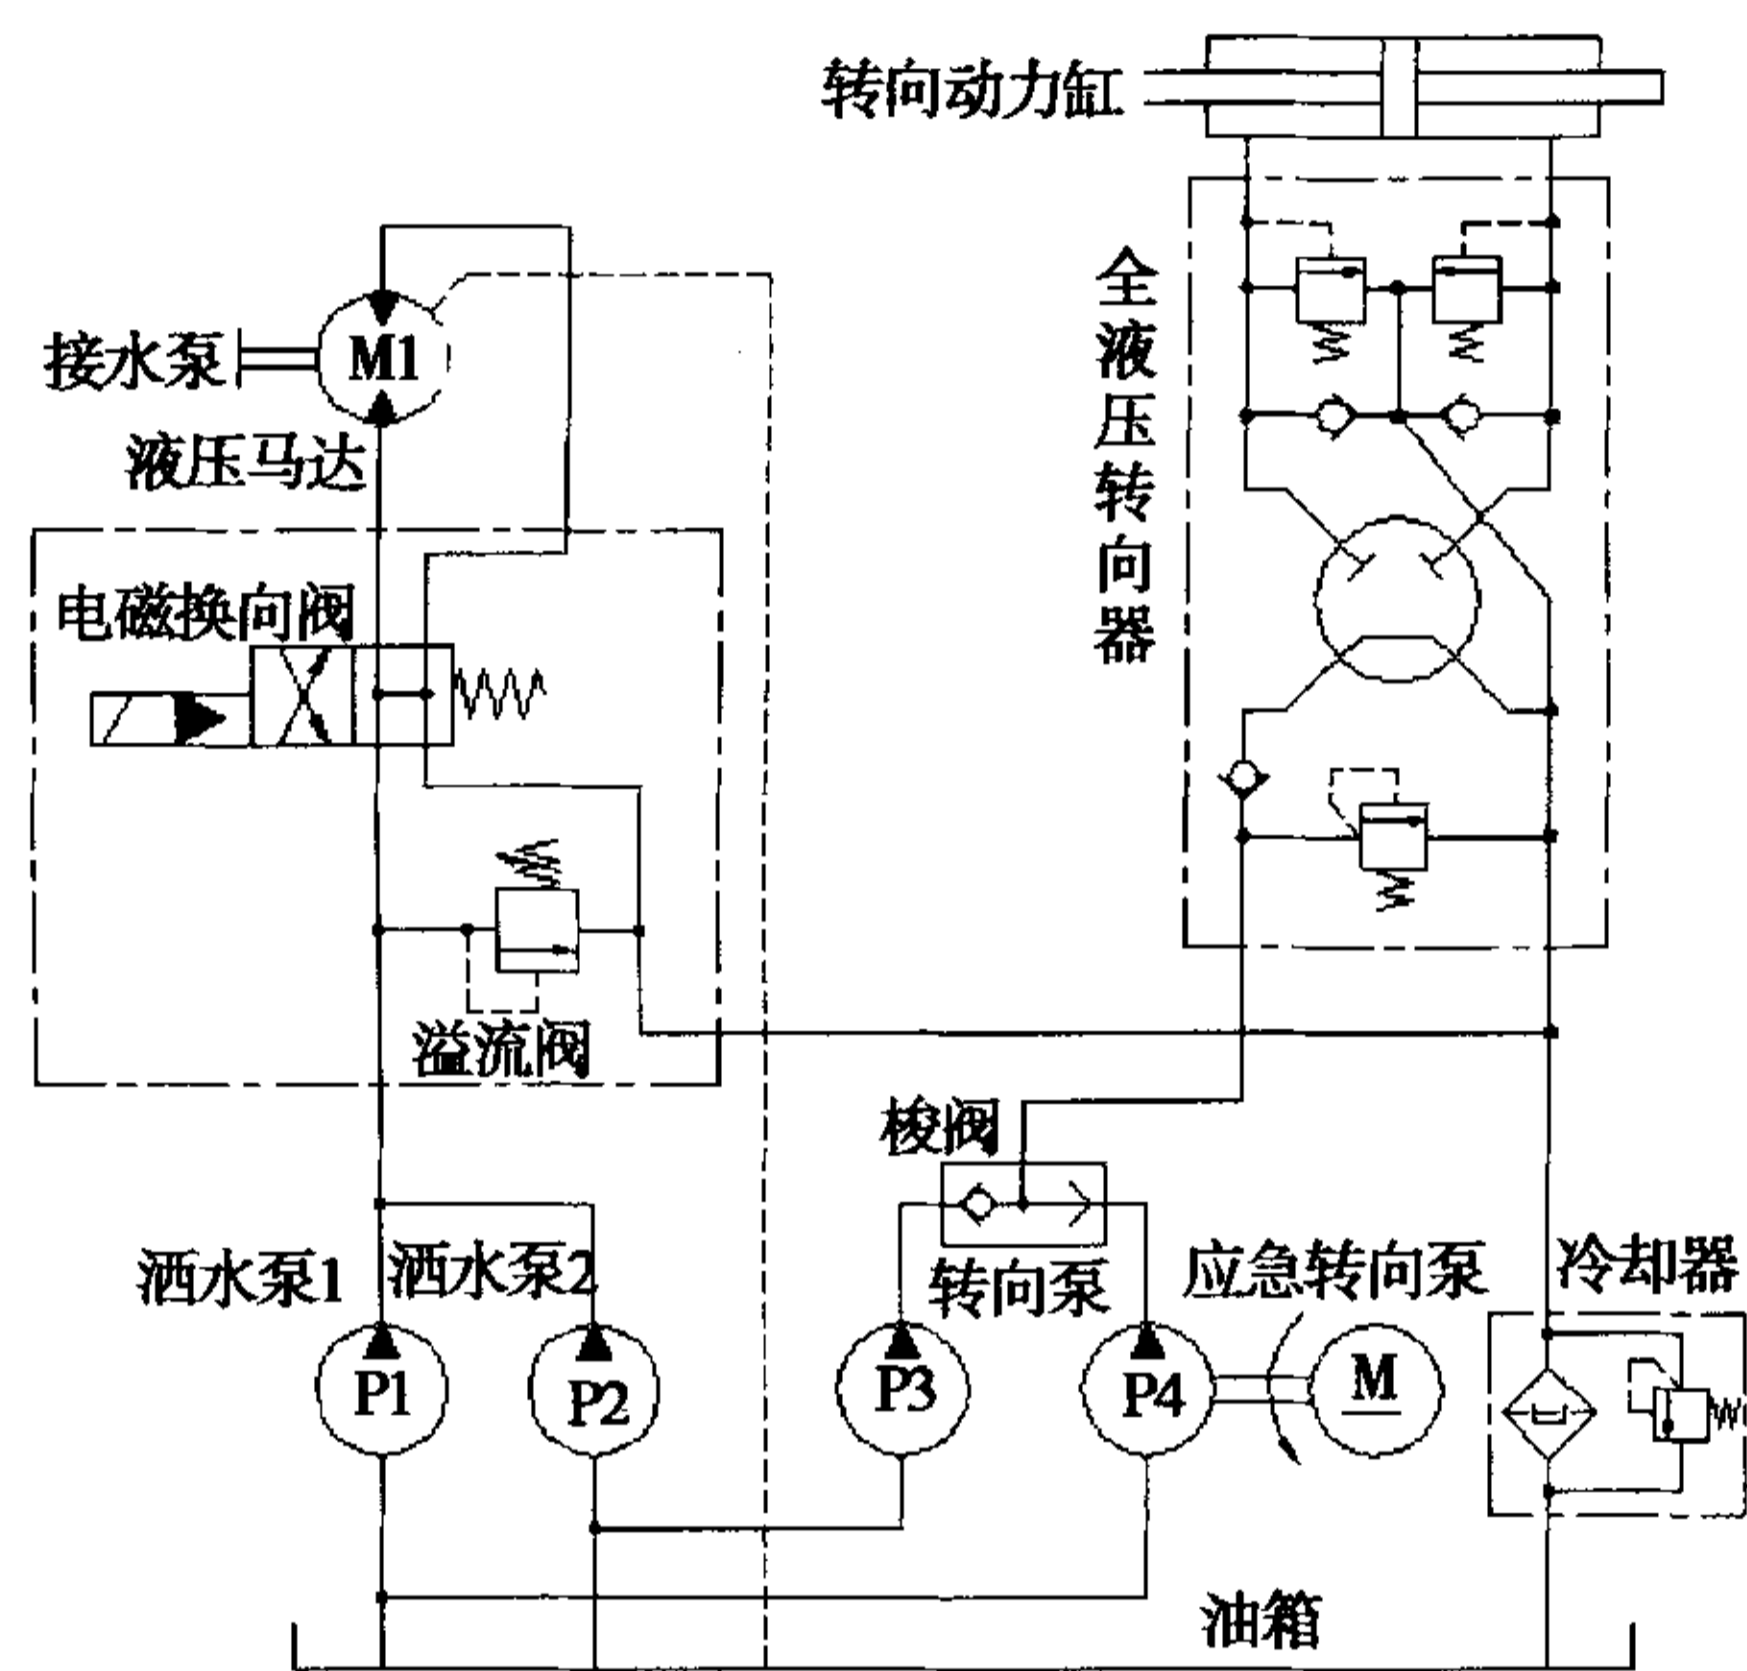 转向动力缸
全液压转向器
M1
接水泵
液压马达
电磁换向阀
溢流阀
梭阀
洒水泵1
洒水泵2
转向泵
应急转向泵
冷却器
P1
P2
P3
P4
M
油箱